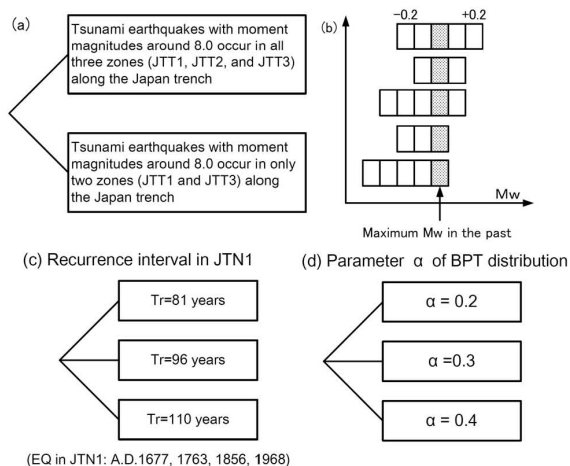 (a)
Tsunami earthquakes with moment
magnitudes around 8.0 occur in all
three zones (JTT1, JTT2, and JTT3)
along the Japan trench
Tsunami earthquakes with moment
magnitudes around 8.0 occur in only
two zones (JTT1 and JTT3) along
the Japan trench
(b)
-0.2 +0.2
Mw
Maximum Mw in the past
(c) Recurrence interval in JTN1
Tr=81 years
Tr=96 years
Tr=110 years
(EQ in JTN1: A.D.1677, 1763, 1856, 1968)
(d) Parameter α of BPT distribution
α = 0.2
α =0.3
α = 0.4